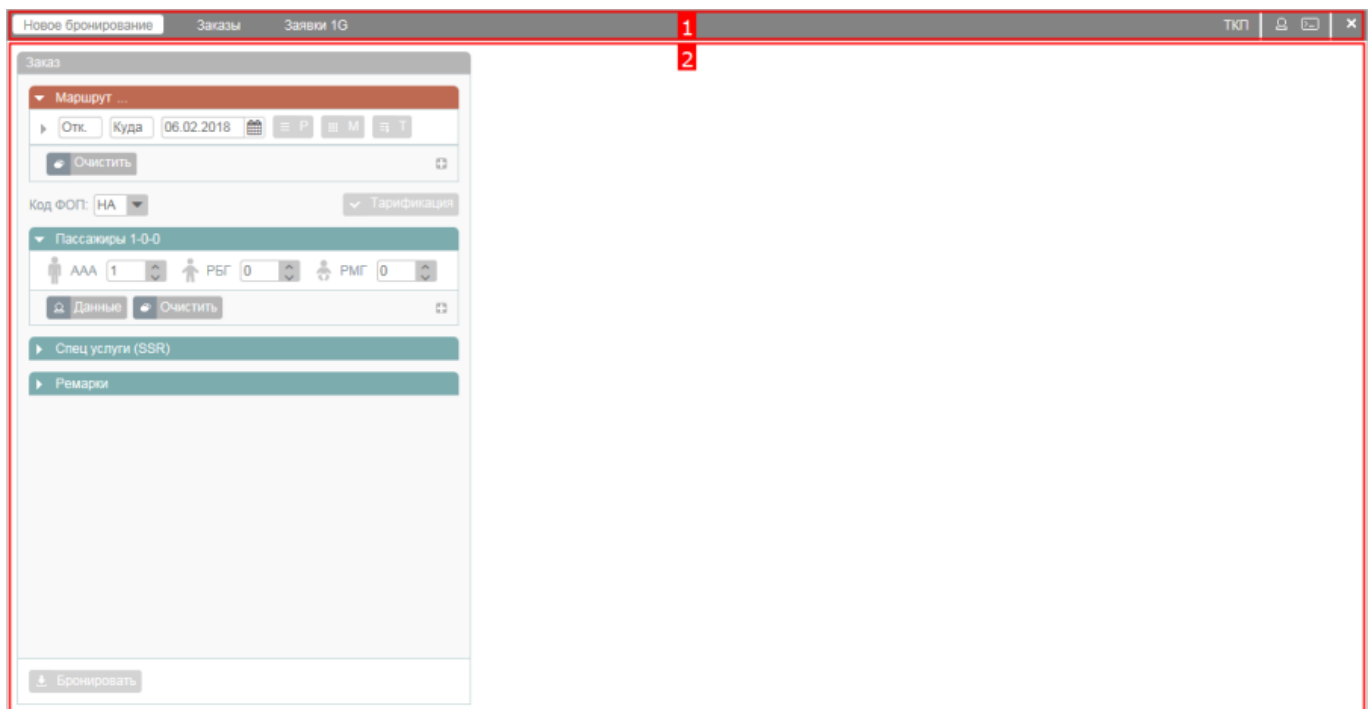 Новое бронирование Заказы Заявки 1G 1 ТКП
2
Заказ
Маршрут ...
Отк. Куда 06.02.2018 Р М Т
Очистить
Код ФОП: НА Тарификация
Пассажиры 1-0-0
ААА 1 РБГ 0 РМГ 0
Данные Очистить
Спец услуги (SSR)
Ремарки
Бронировать